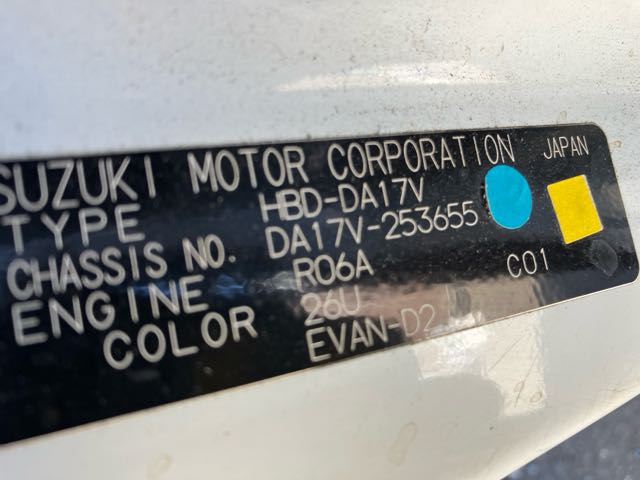 SUZUKI MOTOR CORPORATION JAPAN
TYPE HBD-DA17V
CHASSIS NO. DA17V-253655
ENGINE R06A C01
COLOR 26U
EVAN-D2